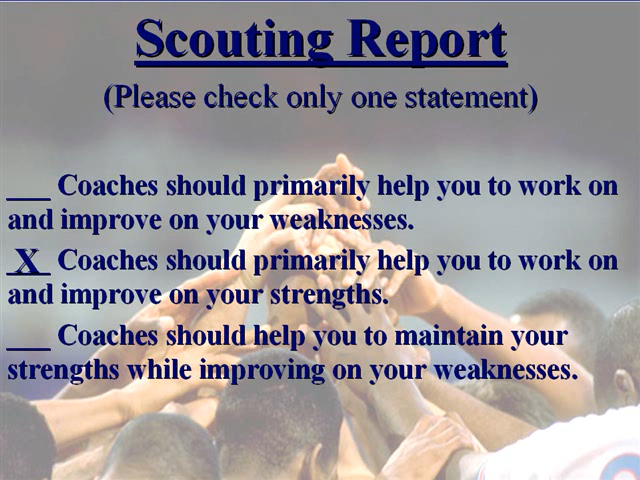 Scouting Report
(Please check only one statement)
___ Coaches should primarily help you to work on
and improve on your weaknesses.
_X_ Coaches should primarily help you to work on
and improve on your strengths.
___ Coaches should help you to maintain your
strengths while improving on your weaknesses.